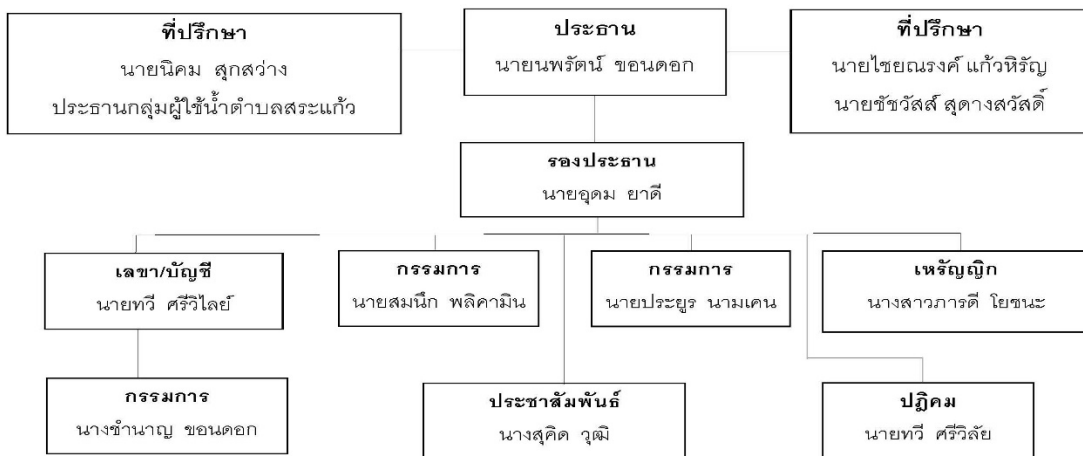 ที่ปรึกษา
นายนิคม สุกสว่าง
ประธานกลุ่มผู้ใช้น้ำตำบลสระแก้ว
ประธาน
นายนพรัตน์ ขอนดอก
ที่ปรึกษา
นายไชยณรงค์ แก้วหิรัญ
นายชัชวัสส์ สุดางสวัสดิ์
รองประธาน
นายอุดม ยาดี
เลขา/บัญชี
นายทวี ศรีวิไลย์
กรรมการ
นายสมนึก พลิคามิน
กรรมการ
นายประยูร นามเคน
เหรัญญิก
นางสาวภารดี โยชนะ
กรรมการ
นางชำนาญ ขอนดอก
ประชาสัมพันธ์
นางสุคิด วุฒิ
ปฏิคม
นายทวี ศรีวิลัย